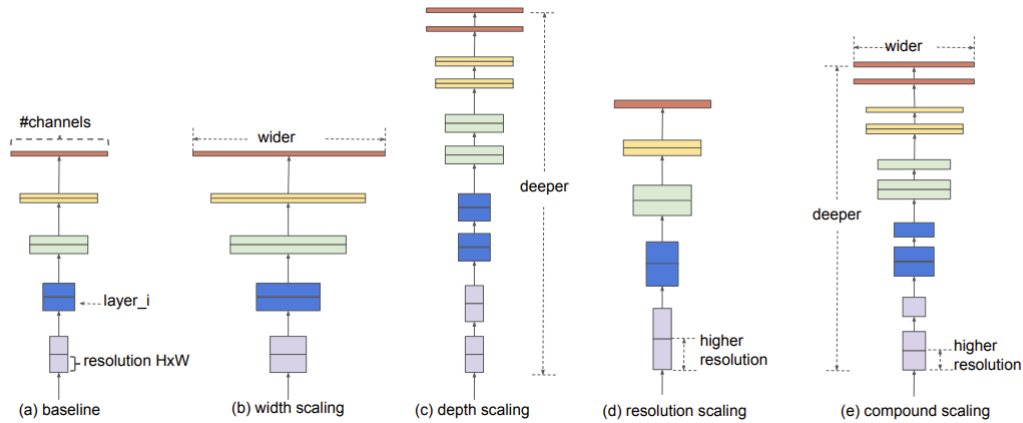 #channels
layer_i
resolution HxW
(a) baseline
wider
(b) width scaling
deeper
(c) depth scaling
higher
resolution
(d) resolution scaling
wider
deeper
higher
resolution
(e) compound scaling